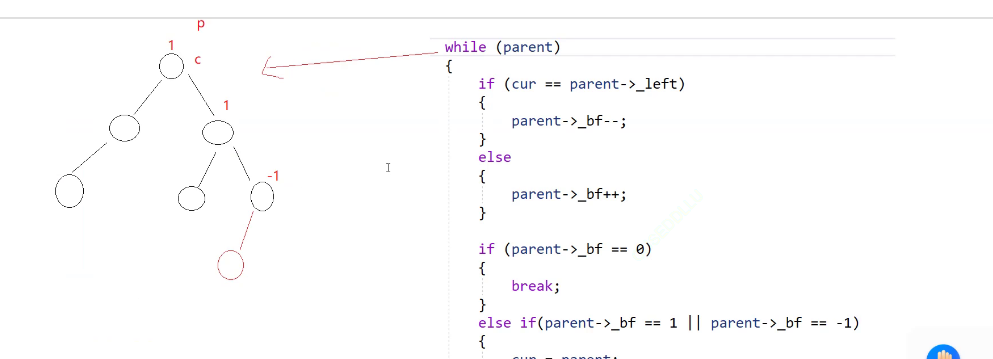 p
1
c
1
-1
while (parent)
{
if (cur == parent->_left)
{
parent->_bf--;
}
else
{
parent->_bf++;
}
if (parent->_bf == 0)
{
break;
}
else if(parent->_bf == 1 || parent->_bf == -1)
{
cur = parent;